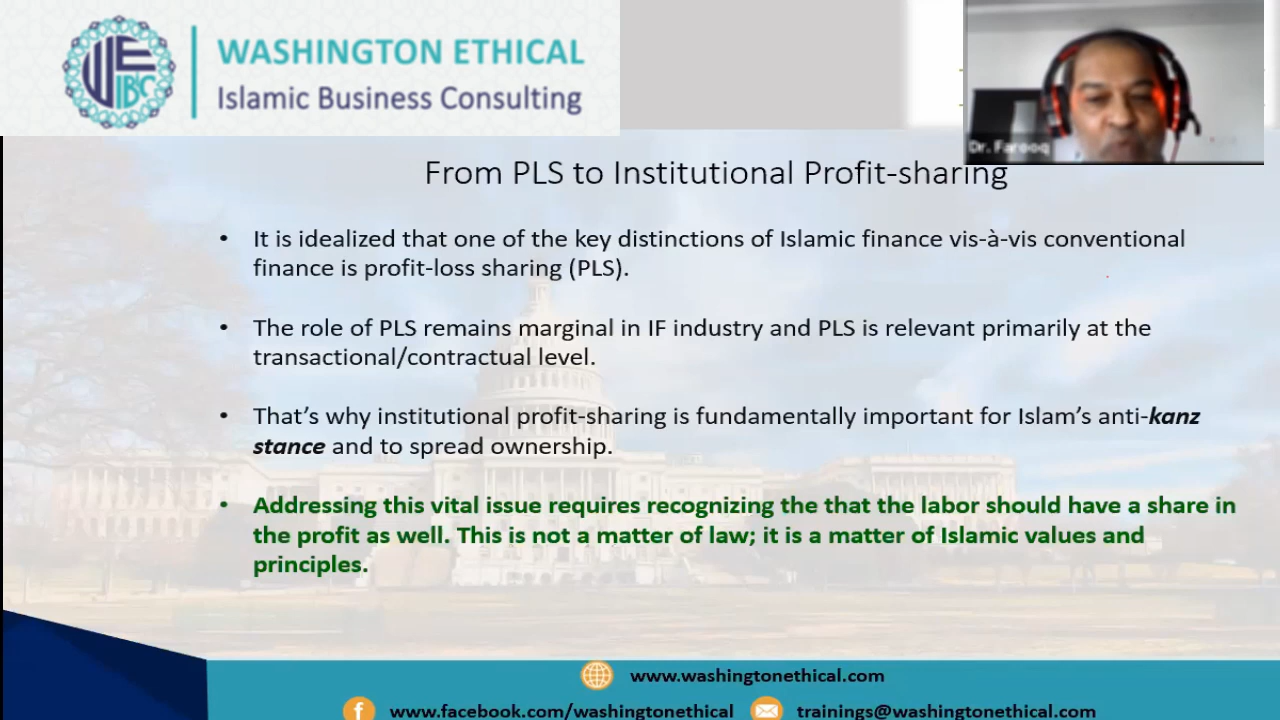 WASHINGTON ETHICAL
Islamic Business Consulting
WEIBC
Dr. Farooq
From PLS to Institutional Profit-sharing
• It is idealized that one of the key distinctions of Islamic finance vis-à-vis conventional
finance is profit-loss sharing (PLS).
• The role of PLS remains marginal in IF industry and PLS is relevant primarily at the
transactional/contractual level.
• That's why institutional profit-sharing is fundamentally important for Islam's anti-kanz
stance and to spread ownership.
• Addressing this vital issue requires recognizing the that the labor should have a share in
the profit as well. This is not a matter of law; it is a matter of Islamic values and
principles.
www.washingtonethical.com
f www.facebook.com/washingtonethical trainings@washingtonethical.com